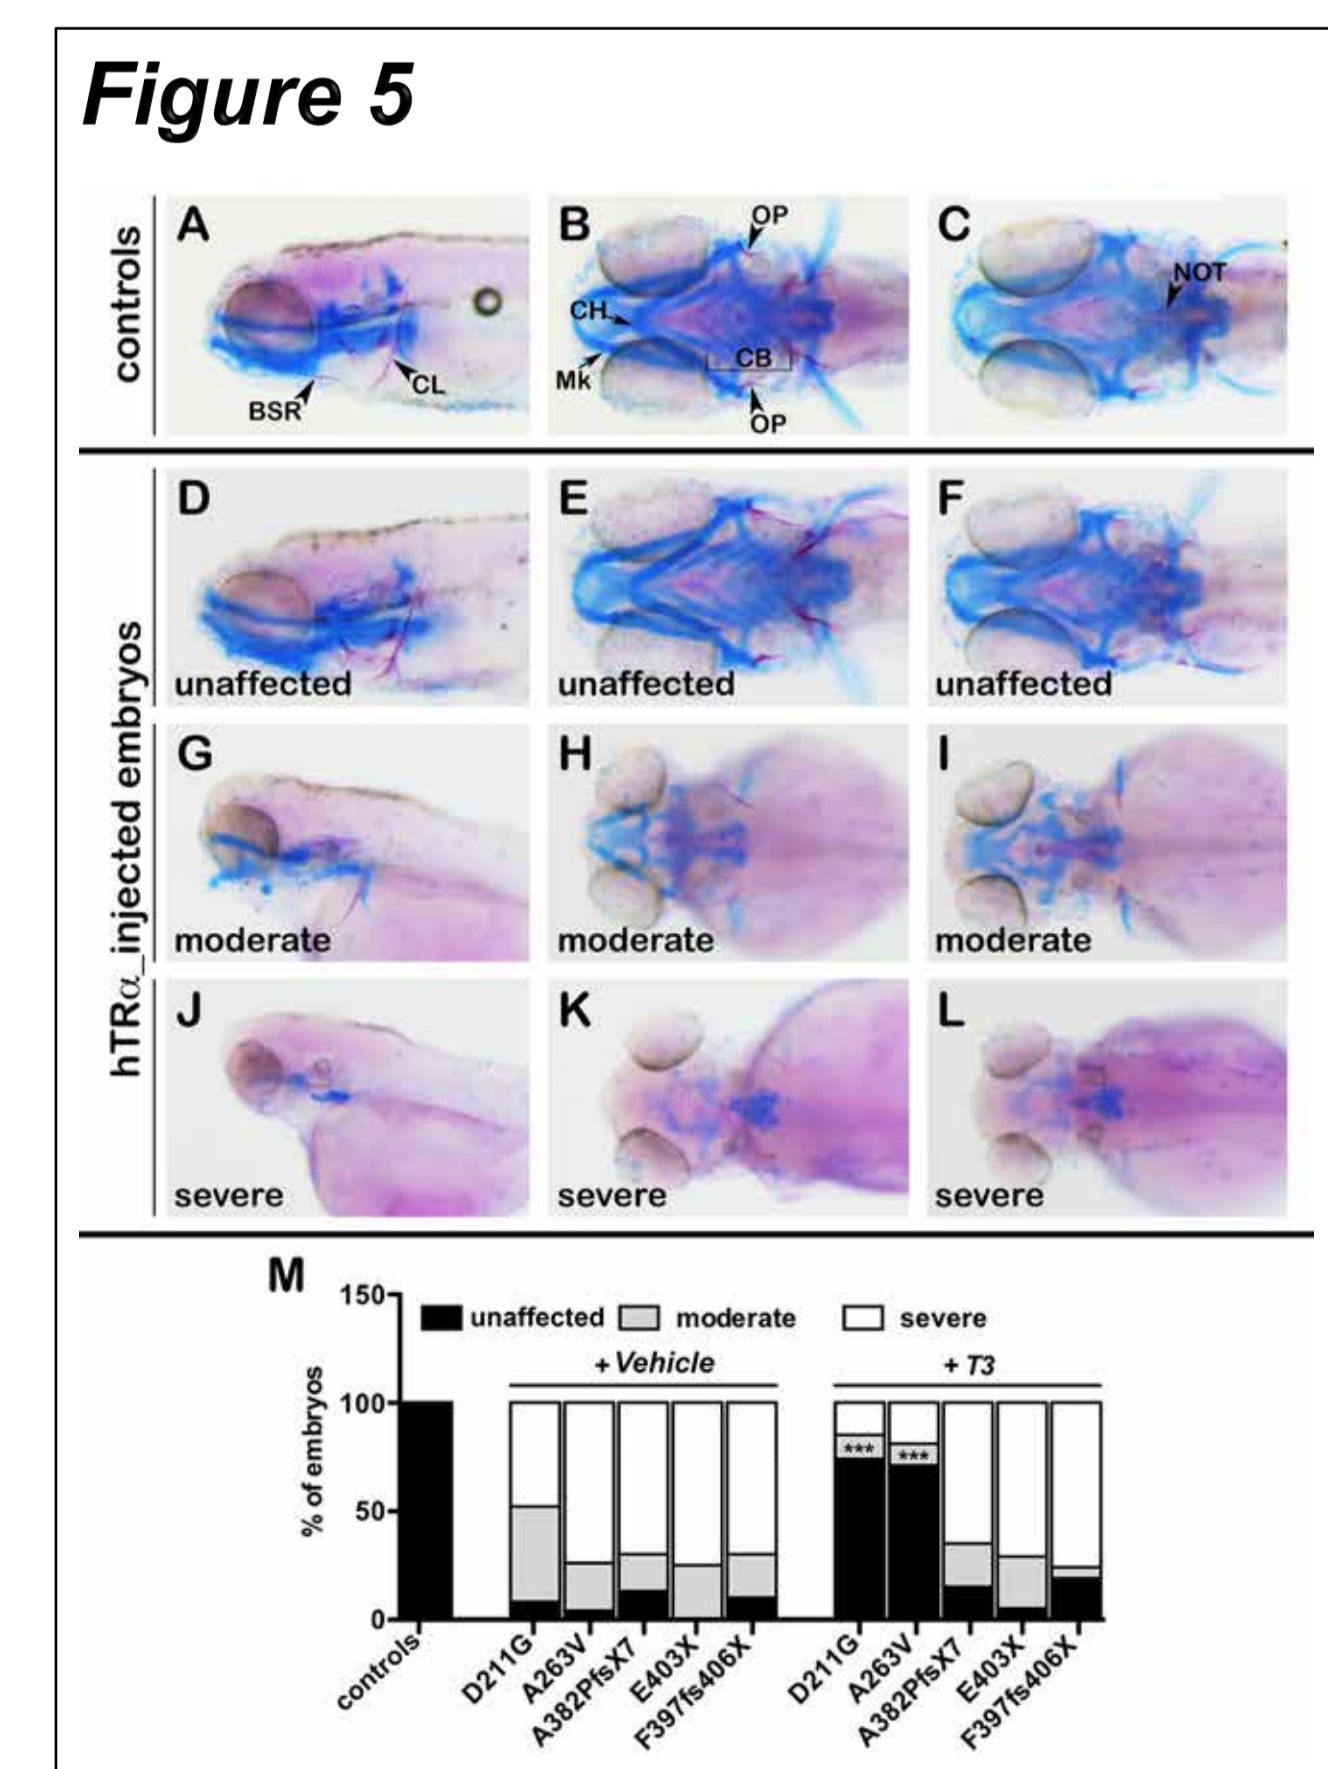 Figure 5
controls
A
BSR
CL
B
OP
CH
Mk
CB
OP
C
NOT
hTRα_injected embryos
D
unaffected
E
unaffected
F
unaffected
G
moderate
H
moderate
I
moderate
J
severe
K
severe
L
severe
M
150
100
50
0
% of embryos
unaffected moderate severe
+ Vehicle + T3
*** ***
controls D211G A263V A382PfsX7 E403X F397fs406X D211G A263V A382PfsX7 E403X F397fs406X